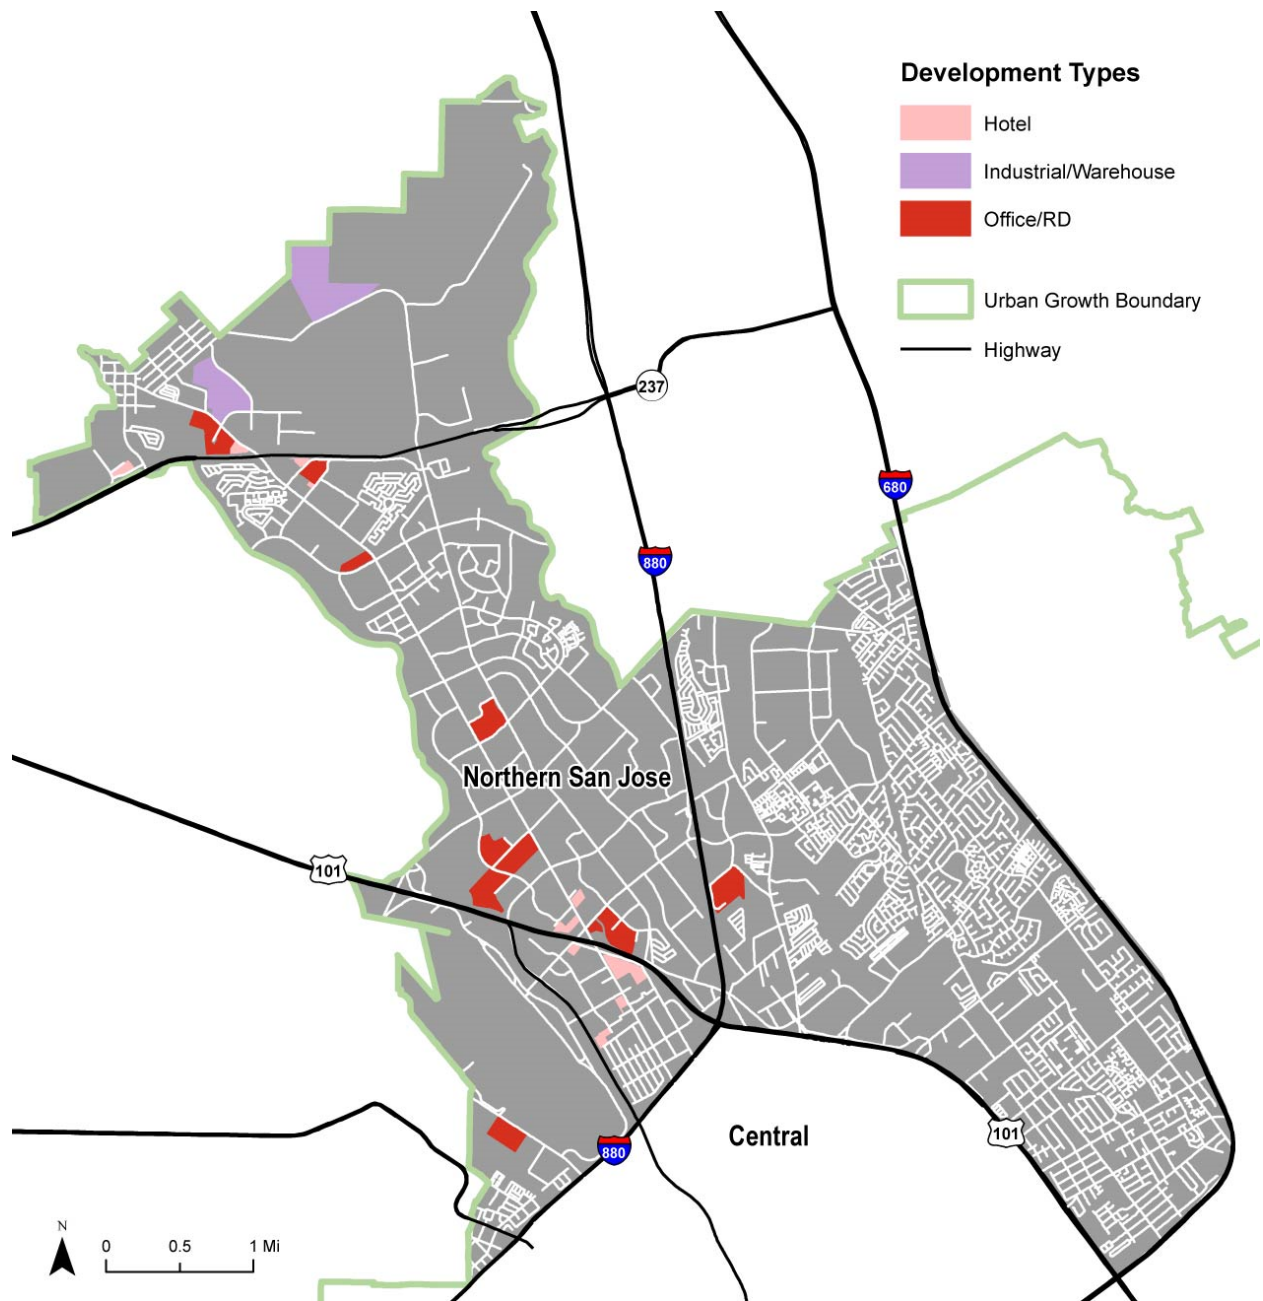 Development Types
Hotel
Industrial/Warehouse
Office/RD
Urban Growth Boundary
Highway
237
680
880
Northern San Jose
101
Central
101
880
N
0 0.5 1 Mi